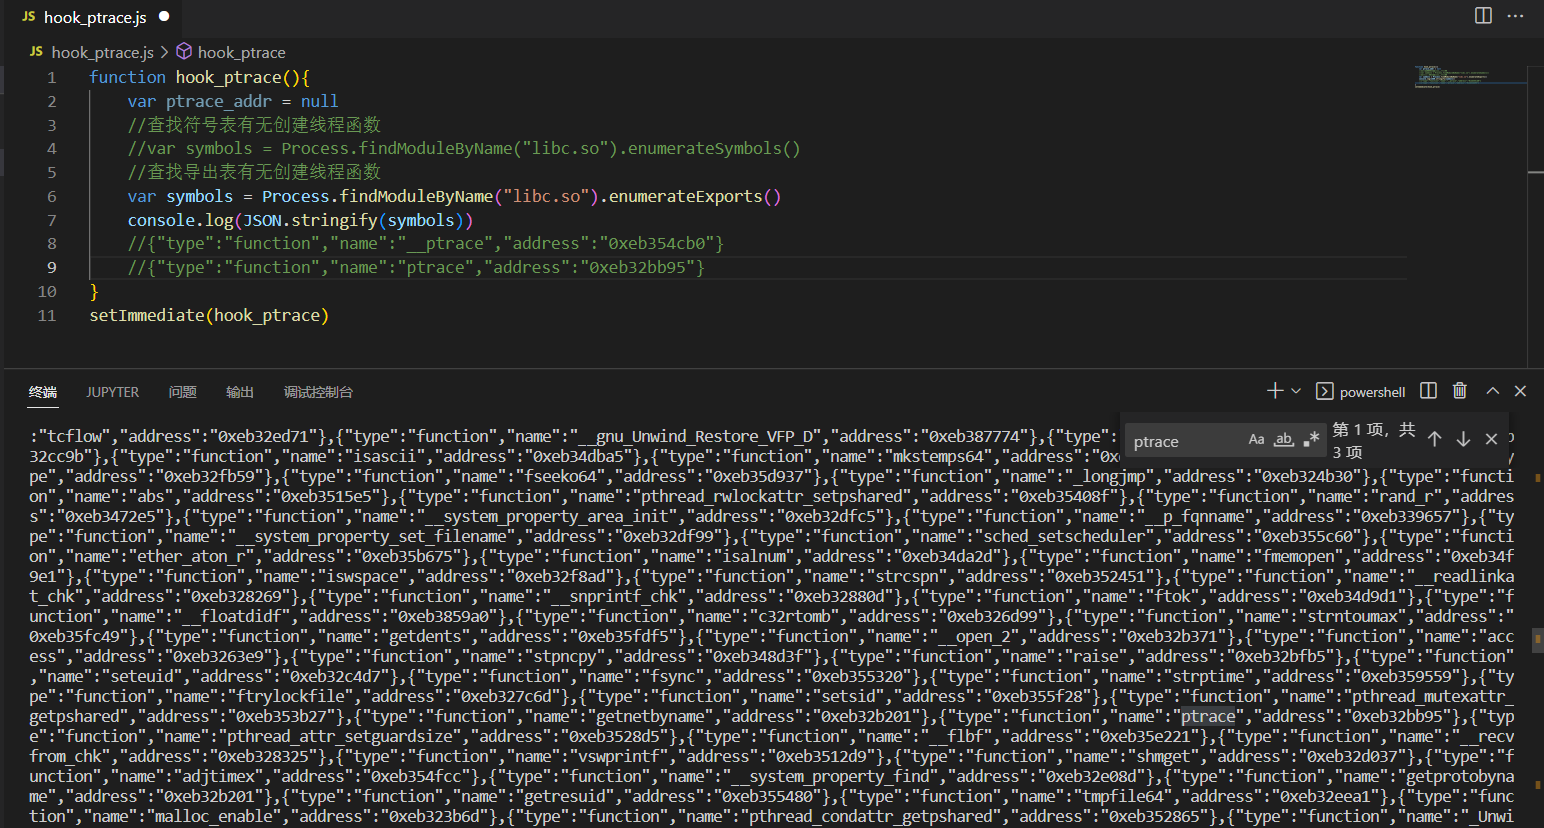 JS hook_ptrace.js
JS hook_ptrace.js > hook_ptrace
1 function hook_ptrace(){
2 var ptrace_addr = null
3 //查找符号表有无创建线程函数
4 //var symbols = Process.findModuleByName("libc.so").enumerateSymbols()
5 //查找导出表有无创建线程函数
6 var symbols = Process.findModuleByName("libc.so").enumerateExports()
7 console.log(JSON.stringify(symbols))
8 //{"type":"function","name":"__ptrace","address":"0xeb354cb0"}
9 //{"type":"function","name":"ptrace","address":"0xeb32bb95"}
10 }
11 setImmediate(hook_ptrace)
终端 JUPYTER 问题 输出 调试控制台 powershell
ptrace Aa ab .* 第 1 项，共 3 项
:"tcflow","address":"0xeb32ed71"},{"type":"function","name":"__gnu_Unwind_Restore_VFP_D","address":"0xeb387774"},{"type":
32cc9b"},{"type":"function","name":"isascii","address":"0xeb34dba5"},{"type":"function","name":"mkstemps64","address":"0x
pe","address":"0xeb32fb59"},{"type":"function","name":"fseeko64","address":"0xeb35d937"},{"type":"function","name":"_longjmp","address":"0xeb324b30"},{"type":"functi
on","name":"abs","address":"0xeb3515e5"},{"type":"function","name":"pthread_rwlockattr_setpshared","address":"0xeb35408f"},{"type":"function","name":"rand_r","addres
s":"0xeb3472e5"},{"type":"function","name":"__system_property_area_init","address":"0xeb32dfc5"},{"type":"function","name":"__p_fqnname","address":"0xeb339657"},{"ty
pe":"function","name":"__system_property_set_filename","address":"0xeb32df99"},{"type":"function","name":"sched_setscheduler","address":"0xeb355c60"},{"type":"functi
on","name":"ether_aton_r","address":"0xeb35b675"},{"type":"function","name":"isalnum","address":"0xeb34da2d"},{"type":"function","name":"fmemopen","address":"0xeb34f
9e1"},{"type":"function","name":"iswspace","address":"0xeb32f8ad"},{"type":"function","name":"strcspn","address":"0xeb352451"},{"type":"function","name":"__readlinka
t_chk","address":"0xeb328269"},{"type":"function","name":"__snprintf_chk","address":"0xeb32880d"},{"type":"function","name":"ftok","address":"0xeb34d9d1"},{"type":"f
unction","name":"__floatdidf","address":"0xeb3859a0"},{"type":"function","name":"c32rtomb","address":"0xeb326d99"},{"type":"function","name":"strntoumax","address":"
0xeb35fc49"},{"type":"function","name":"getdents","address":"0xeb35fdf5"},{"type":"function","name":"__open_2","address":"0xeb32b371"},{"type":"function","name":"acc
ess","address":"0xeb3263e9"},{"type":"function","name":"stpncpy","address":"0xeb348d3f"},{"type":"function","name":"raise","address":"0xeb32bfb5"},{"type":"function"
,"name":"seteuid","address":"0xeb32c4d7"},{"type":"function","name":"fsync","address":"0xeb355320"},{"type":"function","name":"strptime","address":"0xeb359559"},{"ty
pe":"function","name":"ftrylockfile","address":"0xeb327c6d"},{"type":"function","name":"setsid","address":"0xeb355f28"},{"type":"function","name":"pthread_mutexattr_
getpshared","address":"0xeb353b27"},{"type":"function","name":"getnetbyname","address":"0xeb32b201"},{"type":"function","name":"ptrace","address":"0xeb32bb95"},{"typ
e":"function","name":"pthread_attr_setguardsize","address":"0xeb3528d5"},{"type":"function","name":"__flbf","address":"0xeb35e221"},{"type":"function","name":"__recv
from_chk","address":"0xeb328325"},{"type":"function","name":"vswprintf","address":"0xeb3512d9"},{"type":"function","name":"shmget","address":"0xeb32d037"},{"type":"f
unction","name":"adjtimex","address":"0xeb354fcc"},{"type":"function","name":"__system_property_find","address":"0xeb32e08d"},{"type":"function","name":"getprotobyna
me","address":"0xeb32b201"},{"type":"function","name":"getresuid","address":"0xeb355480"},{"type":"function","name":"tmpfile64","address":"0xeb32eea1"},{"type":"func
tion","name":"malloc_enable","address":"0xeb323b6d"},{"type":"function","name":"pthread_condattr_getpshared","address":"0xeb352865"},{"type":"function","name":"_Unwi